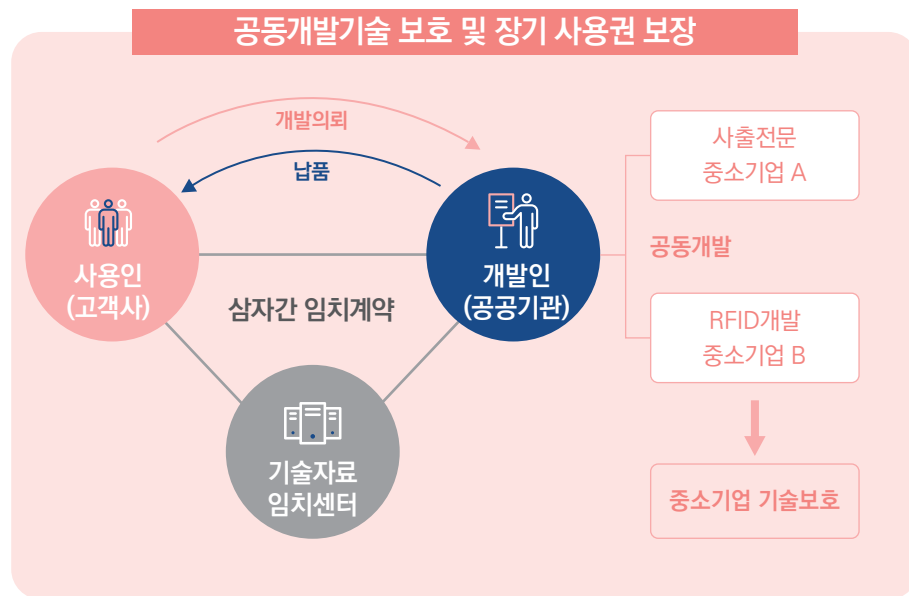 공동개발기술 보호 및 장기 사용권 보장
개발의뢰
납품
사용인
(고객사)
개발인
(공공기관)
삼자간 임치계약
기술자료
임치센터
사출전문
중소기업 A
공동개발
RFID개발
중소기업 B
중소기업 기술보호